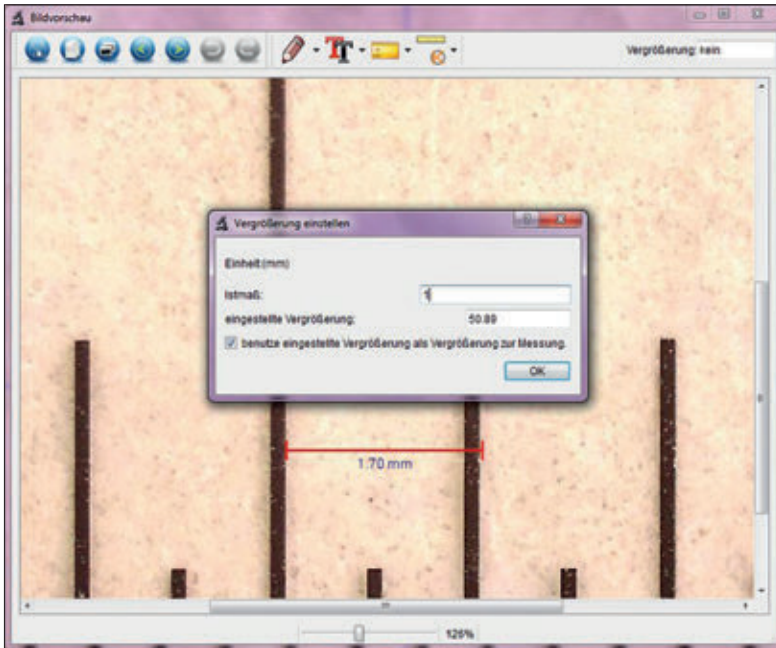 Bildvorschau
Vergrößerung: kein
Vergrößerung einstellen
Einheit:(mm)
Istmaß:
1
eingestellte Vergrößerung:
50.89
benutze eingestellte Vergrößerung als Vergrößerung zur Messung.
OK
1.70 mm
126%